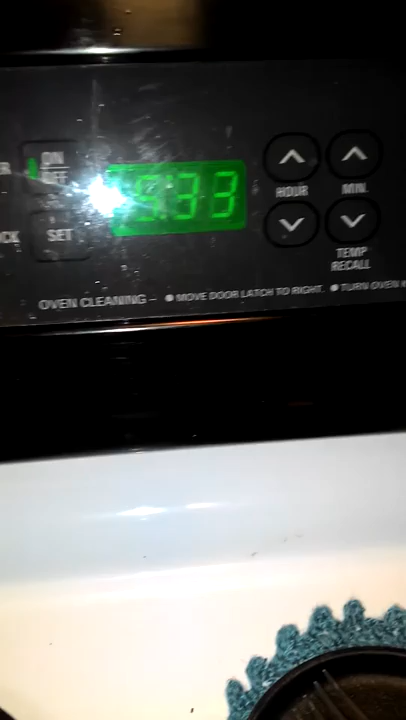 ON
OFF
HOUR
MIN.
SET
TEMP
RECALL
OVEN CLEANING – • MOVE DOOR LATCH TO RIGHT. • TURN OVEN